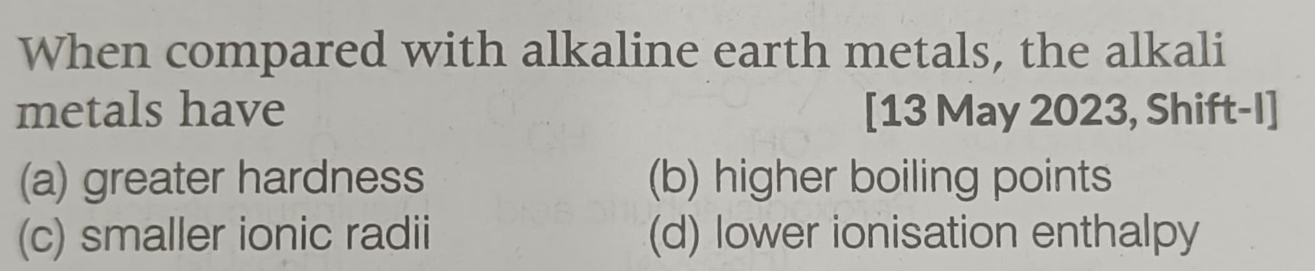 When compared with alkaline earth metals, the alkali
metals have [13 May 2023, Shift-I]
(a) greater hardness (b) higher boiling points
(c) smaller ionic radii (d) lower ionisation enthalpy